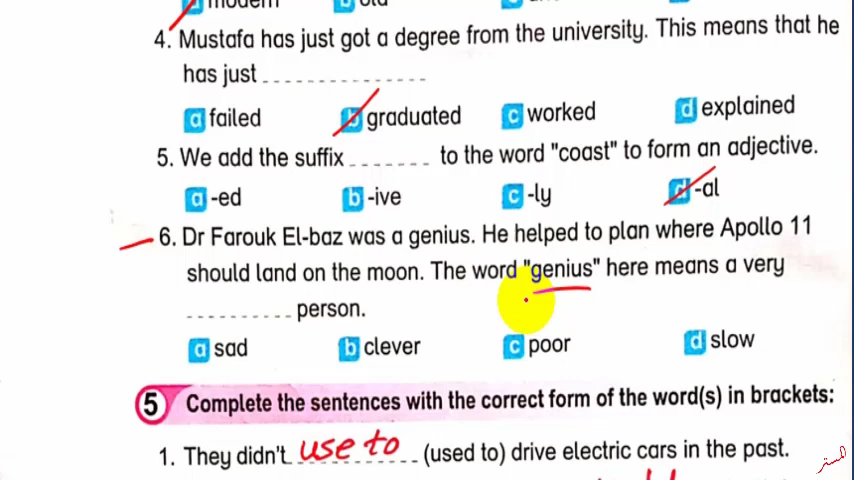 4. Mustafa has just got a degree from the university. This means that he
has just ...............
a failed b graduated c worked d explained
5. We add the suffix ........ to the word "coast" to form an adjective.
a -ed b -ive c -ly d -al
6. Dr Farouk El-baz was a genius. He helped to plan where Apollo 11
should land on the moon. The word "genius" here means a very
.......... person.
a sad b clever c poor d slow
5 Complete the sentences with the correct form of the word(s) in brackets:
1. They didn't use to (used to) drive electric cars in the past.